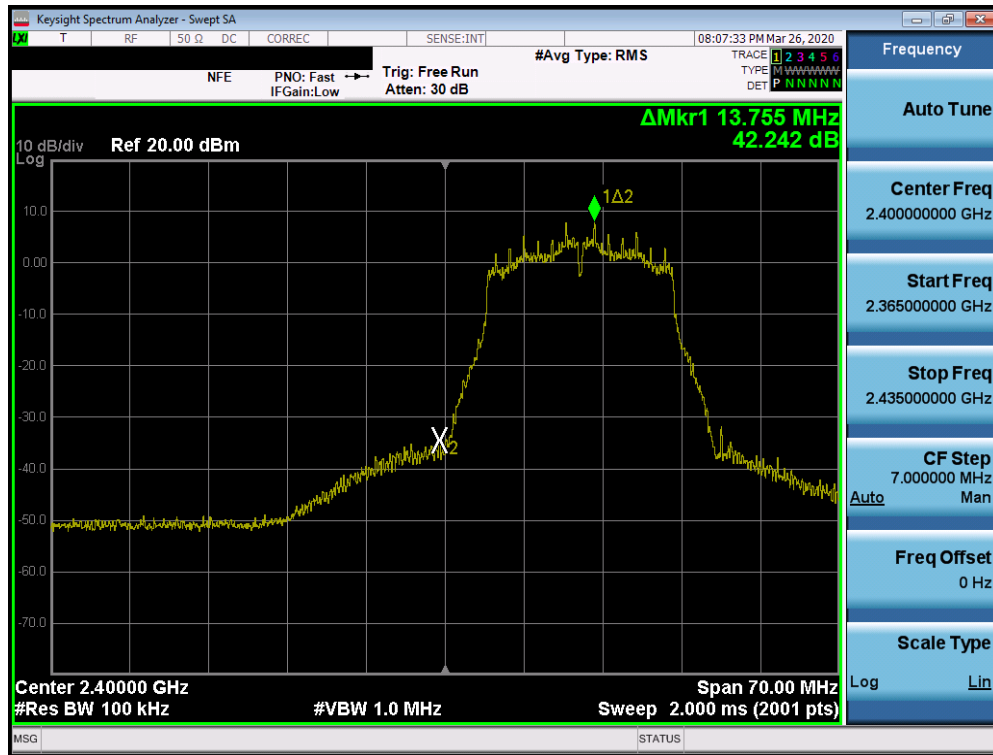 Keysight Spectrum Analyzer - Swept SA
LXI T RF 50 Ω DC CORREC SENSE:INT 08:07:33 PM Mar 26, 2020
#Avg Type: RMS
TRACE 1 2 3 4 5 6
TYPE M W W W W W
DET P N N N N N
NFE PNO: Fast Trig: Free Run
IFGain:Low Atten: 30 dB
Frequency
ΔMkr1 13.755 MHz
42.242 dB
10 dB/div Ref 20.00 dBm
Log
1Δ2
10.0
0.00
-10.0
-20.0
-30.0
X2
-40.0
-50.0
-60.0
-70.0
Center 2.40000 GHz Span 70.00 MHz
#Res BW 100 kHz #VBW 1.0 MHz Sweep 2.000 ms (2001 pts)
Auto Tune
Center Freq
2.400000000 GHz
Start Freq
2.365000000 GHz
Stop Freq
2.435000000 GHz
CF Step
7.000000 MHz
Auto Man
Freq Offset
0 Hz
Scale Type
Log Lin
MSG STATUS